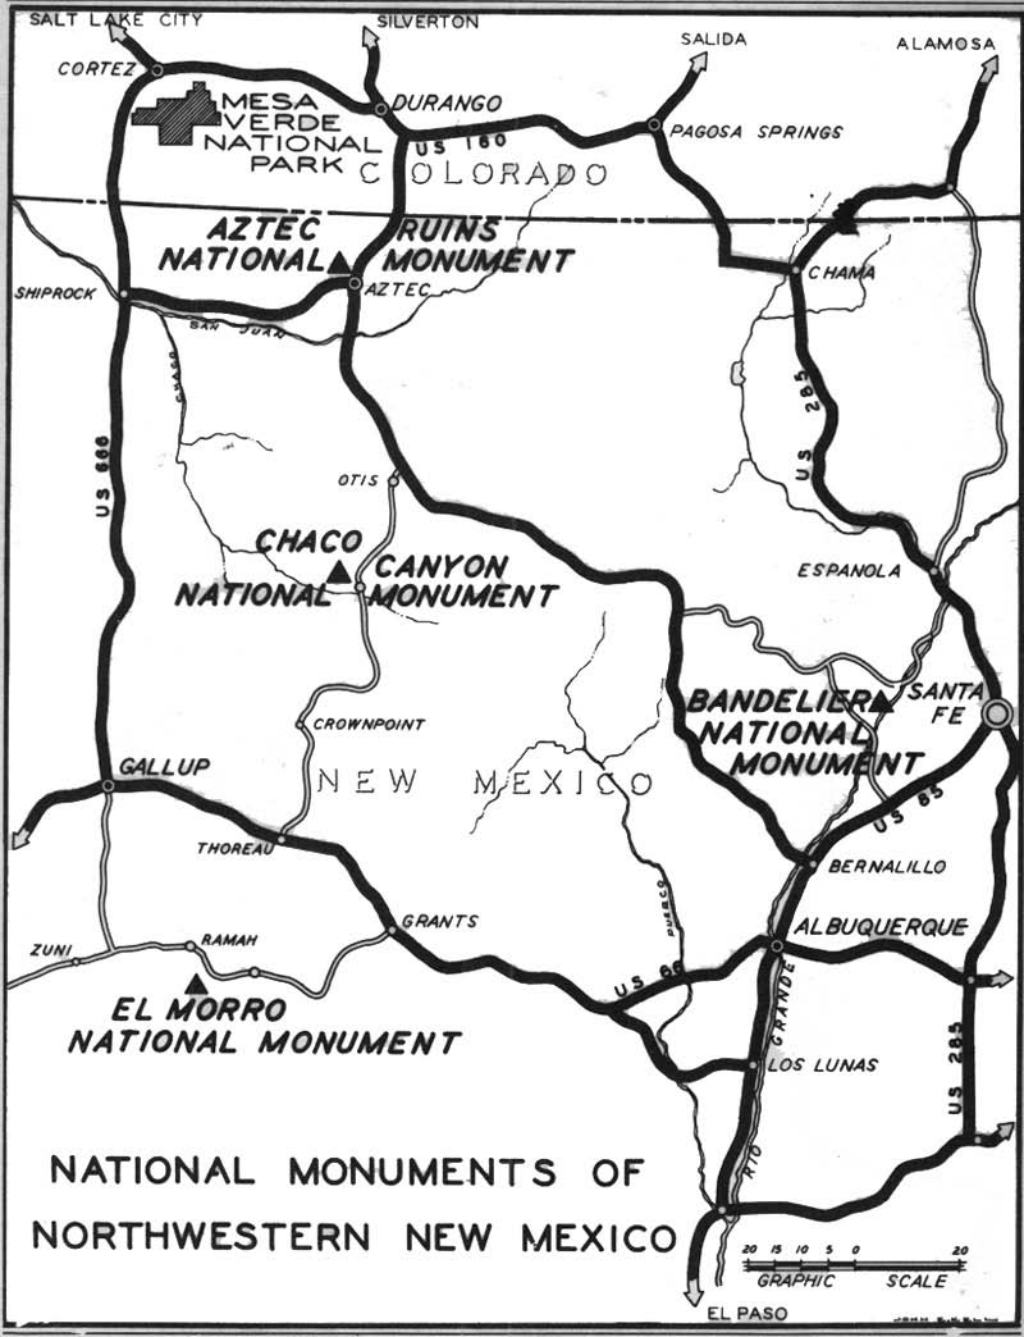 SALT LAKE CITY
SILVERTON
SALIDA
ALAMOSA
CORTEZ
MESA
VERDE
NATIONAL
PARK
DURANGO
PAGOSA SPRINGS
US 160
COLORADO
AZTEC RUINS
NATIONAL MONUMENT
AZTEC
CHAMA
SHIPROCK
SAN JUAN
CHACO
US 285
US 666
OTIS
CHACO CANYON
NATIONAL MONUMENT
ESPANOLA
BANDELIER
NATIONAL
MONUMENT
SANTA
FE
CROWNPOINT
GALLUP
NEW MEXICO
US 85
THOREAU
BERNALILLO
PUERCO
GRANTS
ALBUQUERQUE
ZUNI
RAMAH
US 66
EL MORRO
NATIONAL MONUMENT
RIO GRANDE
LOS LUNAS
US 285
NATIONAL MONUMENTS OF
NORTHWESTERN NEW MEXICO
20 15 10 5 0 20
GRAPHIC SCALE
EL PASO